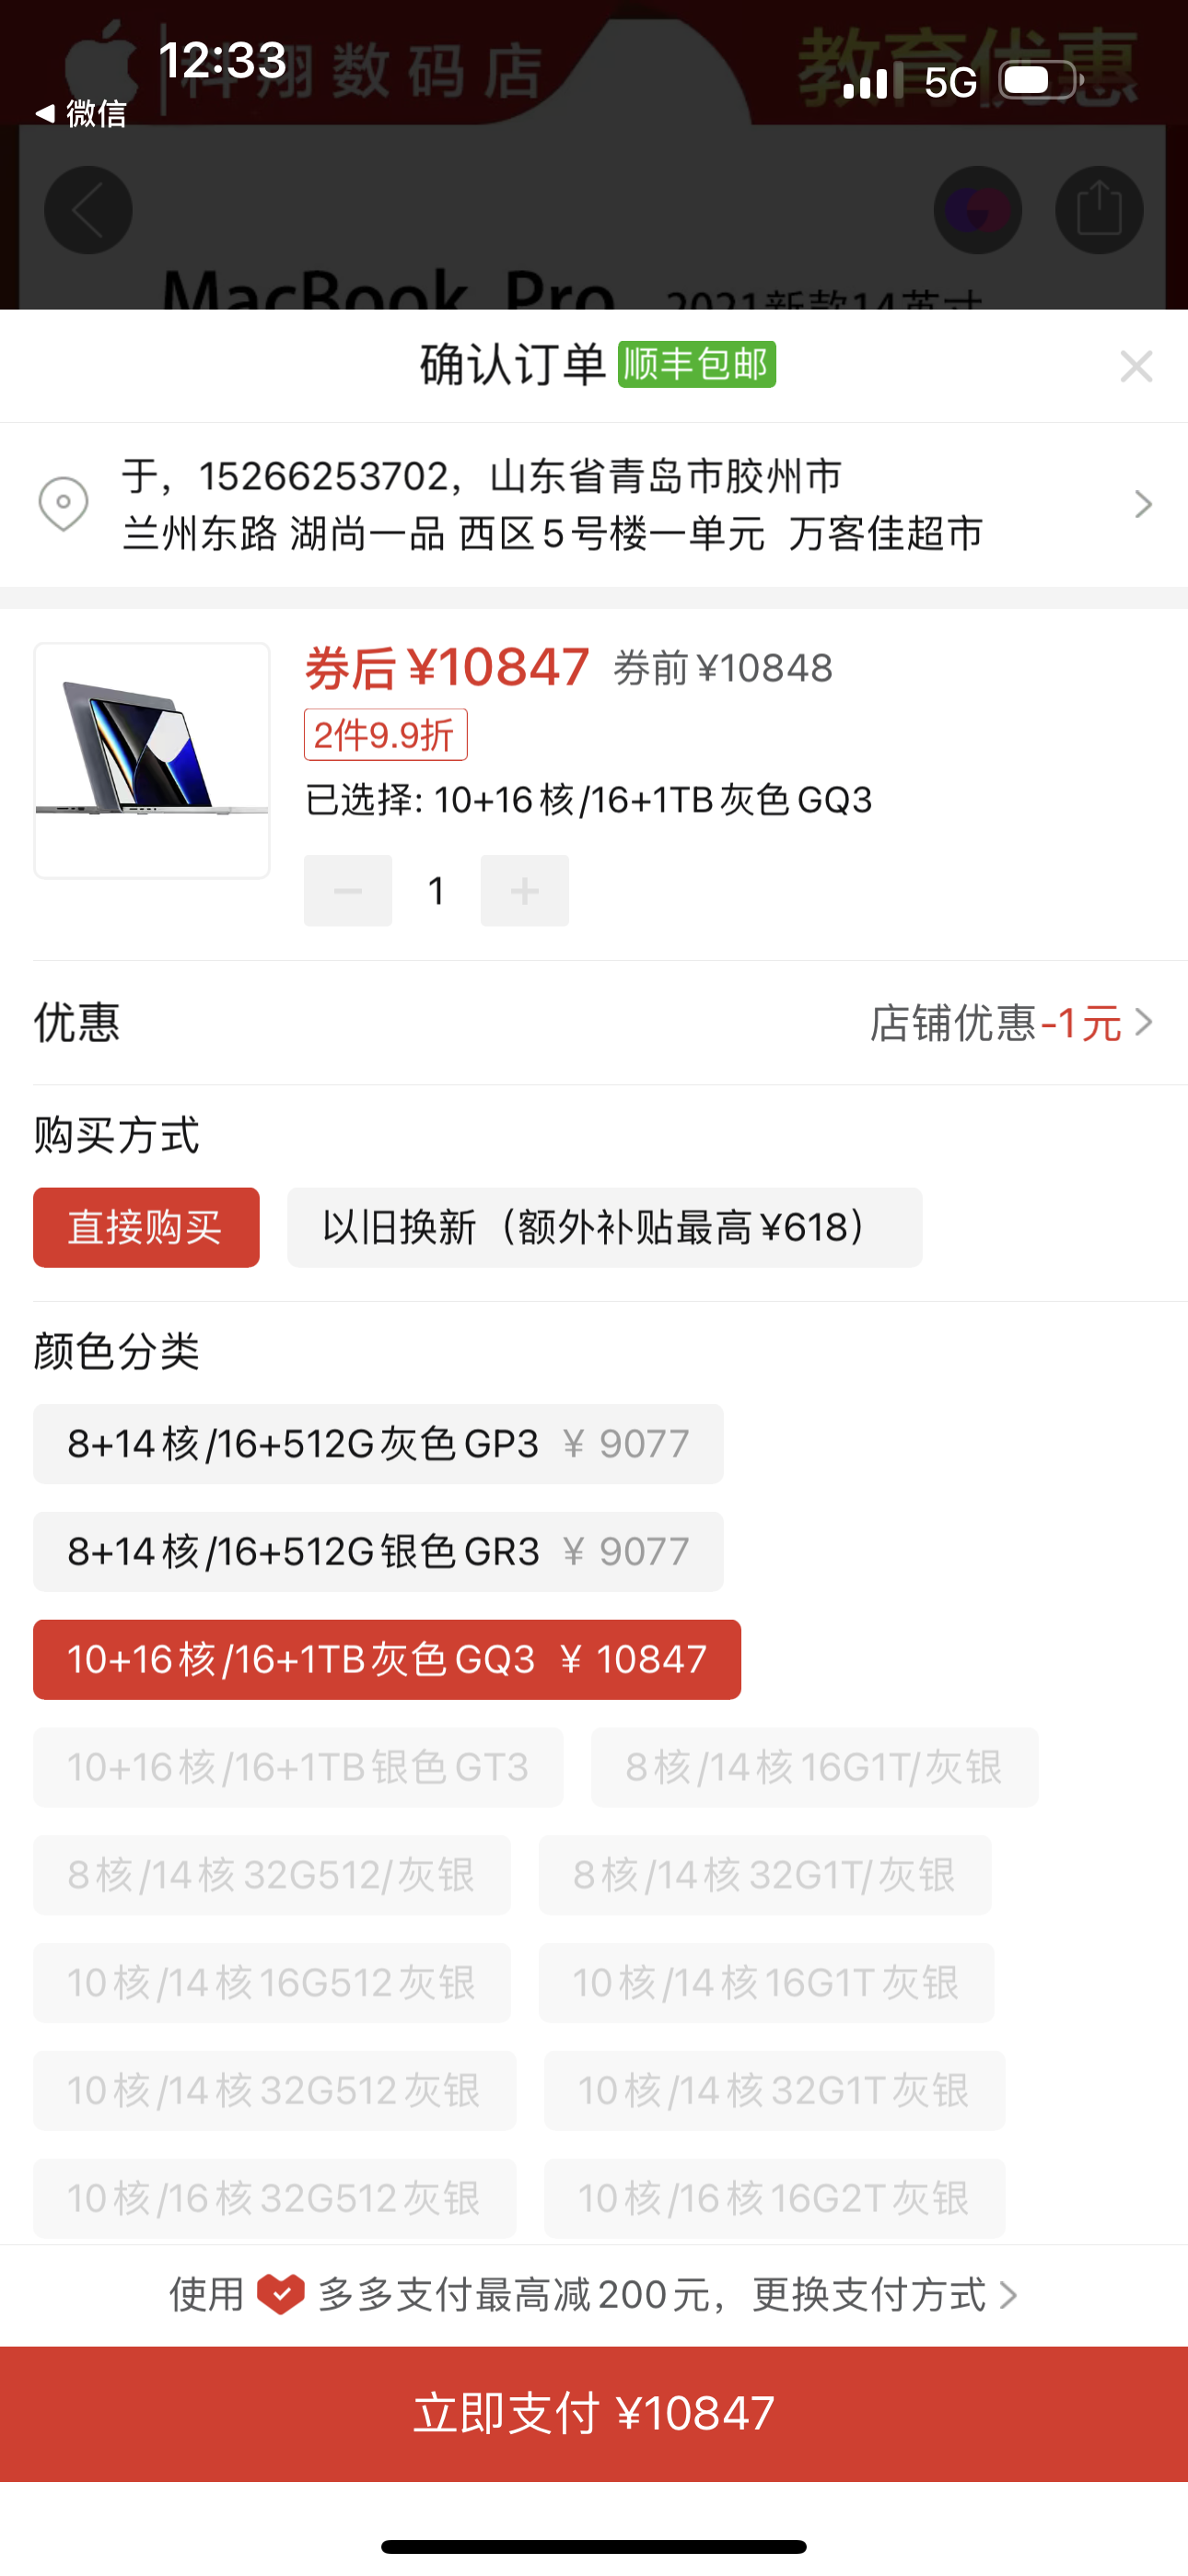 12:33
5G
微信
翔数码店
教育优惠
MacBook Pro 2021新款14英寸
确认订单 顺丰包邮
于，15266253702，山东省青岛市胶州市
兰州东路 湖尚一品 西区5号楼一单元 万客佳超市
券后 ¥10847 券前 ¥10848
2件9.9折
已选择: 10+16核/16+1TB灰色GQ3
1
优惠 店铺优惠-1元
购买方式
直接购买 以旧换新（额外补贴最高¥618）
颜色分类
8+14核/16+512G灰色GP3 ¥ 9077
8+14核/16+512G银色GR3 ¥ 9077
10+16核/16+1TB灰色GQ3 ¥ 10847
10+16核/16+1TB银色GT3 8核/14核16G1T/灰银
8核/14核32G512/灰银 8核/14核32G1T/灰银
10核/14核16G512灰银 10核/14核16G1T灰银
10核/14核32G512灰银 10核/14核32G1T灰银
10核/16核32G512灰银 10核/16核16G2T灰银
使用 多多支付最高减200元，更换支付方式
立即支付 ¥10847